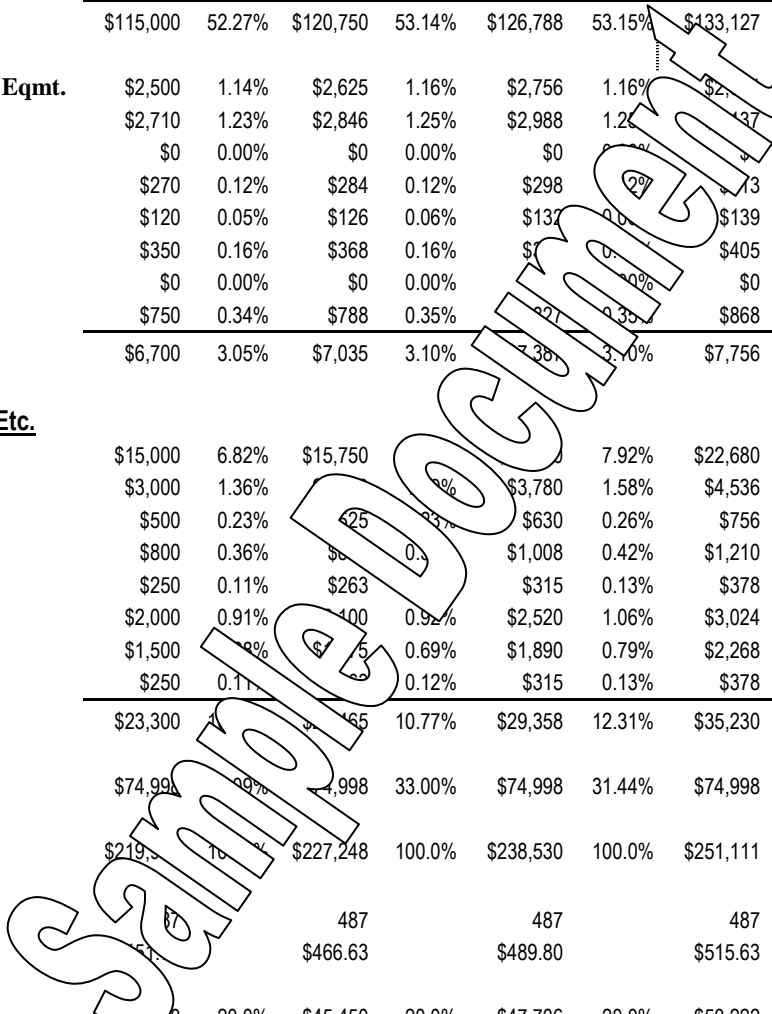 $115,000 52.27% $120,750 53.14% $126,788 53.15% $133,127
Eqmt. $2,500 1.14% $2,625 1.16% $2,756 1.16%
$2,710 1.23% $2,846 1.25% $2,988
$0 0.00% $0 0.00% $0
$270 0.12% $284 0.12% $298
$120 0.05% $126 0.06% $132 $139
$350 0.16% $368 0.16% $405
$0 0.00% $0 0.00% $0
$750 0.34% $788 0.35% $868
$6,700 3.05% $7,035 3.10% $7,756
Etc.
$15,000 6.82% $15,750 7.92% $22,680
$3,000 1.36% $3,780 1.58% $4,536
$500 0.23% $630 0.26% $756
$800 0.36% $1,008 0.42% $1,210
$250 0.11% $263 $315 0.13% $378
$2,000 0.91% 0.92% $2,520 1.06% $3,024
$1,500 0.69% $1,890 0.79% $2,268
$250 0.12% $315 0.13% $378
$23,300 10.77% $29,358 12.31% $35,230
$74,998 33.00% $74,998 31.44% $74,998
$227,248 100.0% $238,530 100.0% $251,111
487 487 487
$466.63 $489.80 $515.63
Sample Document